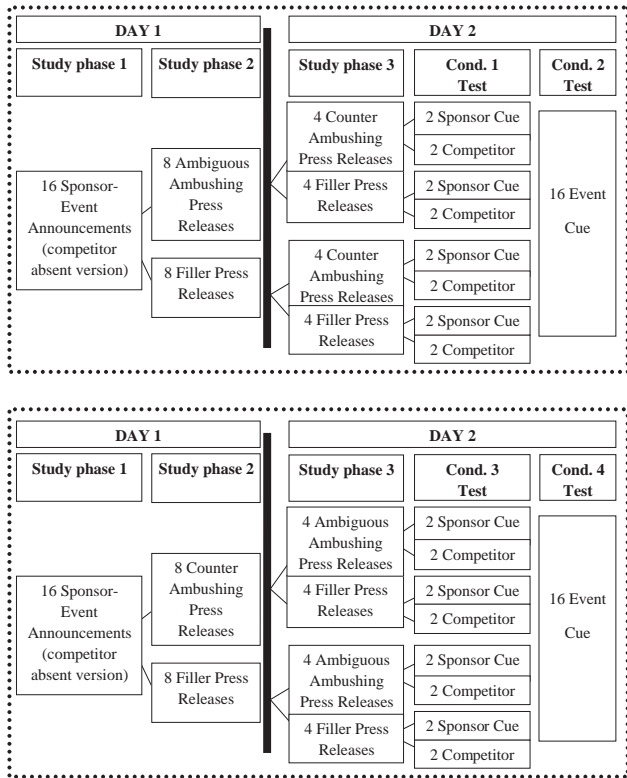 DAY 1
DAY 2
Study phase 1
Study phase 2
Study phase 3
Cond. 1
Test
Cond. 2
Test
16 Sponsor-
Event
Announcements
(competitor
absent version)
8 Ambiguous
Ambushing
Press
Releases
8 Filler Press
Releases
4 Counter
Ambushing
Press Releases
4 Filler Press
Releases
4 Counter
Ambushing
Press Releases
4 Filler Press
Releases
2 Sponsor Cue
2 Competitor
2 Sponsor Cue
2 Competitor
2 Sponsor Cue
2 Competitor
2 Sponsor Cue
2 Competitor
16 Event
Cue
DAY 1
DAY 2
Study phase 1
Study phase 2
Study phase 3
Cond. 3
Test
Cond. 4
Test
16 Sponsor-
Event
Announcements
(competitor
absent version)
8 Counter
Ambushing
Press
Releases
8 Filler Press
Releases
4 Ambiguous
Ambushing
Press Releases
4 Filler Press
Releases
4 Ambiguous
Ambushing
Press Releases
4 Filler Press
Releases
2 Sponsor Cue
2 Competitor
2 Sponsor Cue
2 Competitor
2 Sponsor Cue
2 Competitor
2 Sponsor Cue
2 Competitor
16 Event
Cue